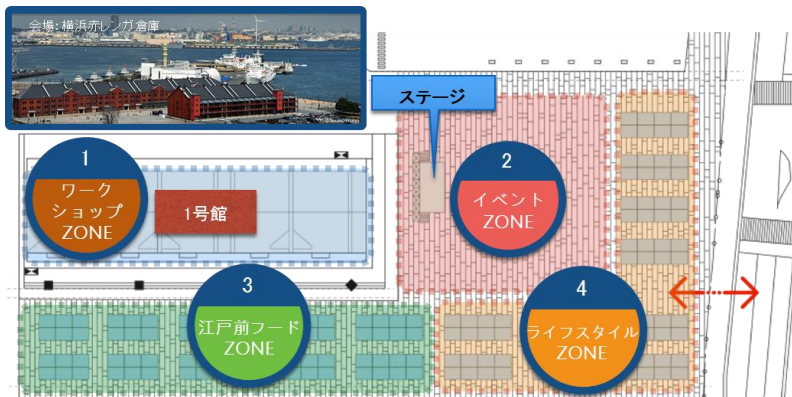 会場:横浜赤レンガ倉庫
ステージ
1
ワーク
ショップ
ZONE
1号館
2
イベント
ZONE
3
江戸前フード
ZONE
4
ライフスタイル
ZONE